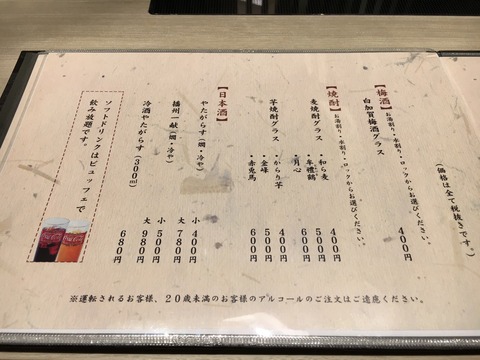 (価格は全て税抜きです。)
【梅酒】お湯割り・水割り・ロックからお選びください。
白加賀梅酒グラス 400円
【焼酎】お湯割り・水割り・ロックからお選びください。
麦焼酎グラス ・和ら麦 400円
・牟禮鶴 500円
・月心 600円
芋焼酎グラス ・からり芋 400円
・金峰 500円
・赤兎馬 600円
【日本酒】
やたがらす(燗・冷や) 小 400円
大 780円
播州一献(燗・冷や) 小 500円
大 980円
冷酒やたがらす(300ml) 680円
ソフトドリンクはビュッフェで
飲み放題です。
※運転されるお客様、20歳未満のお客様のアルコールのご注文はご遠慮ください。